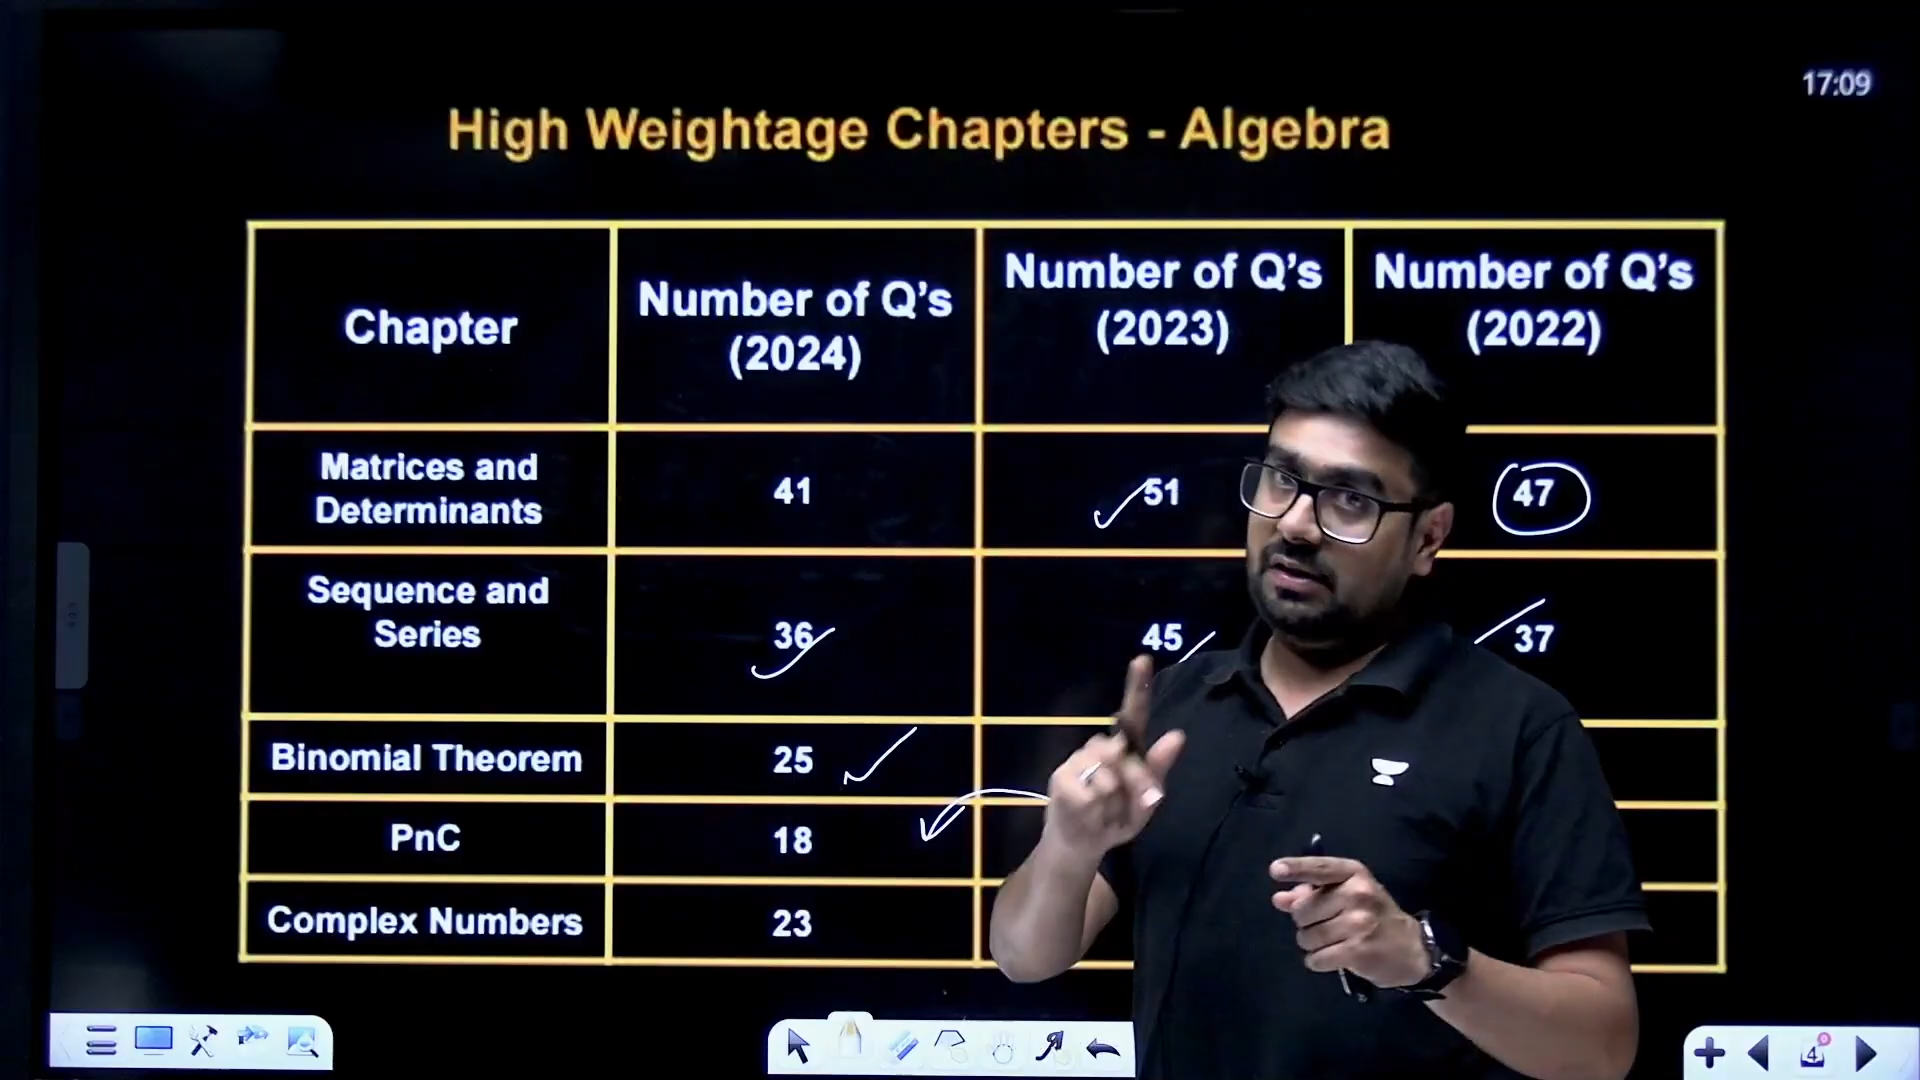 17:09
High Weightage Chapters - Algebra
Chapter
Number of Q's
(2024)
Number of Q's
(2023)
Number of Q's
(2022)
Matrices and
Determinants
41
51
47
Sequence and
Series
36
45
37
Binomial Theorem
25
PnC
18
Complex Numbers
23
4